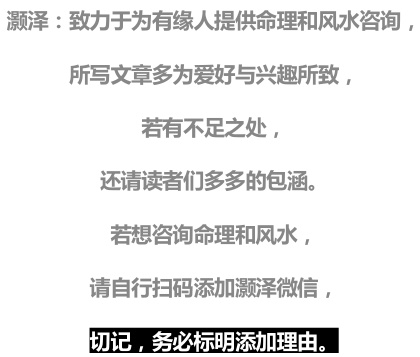 灏泽：致力于为有缘人提供命理和风水咨询，
所写文章多为爱好与兴趣所致，
若有不足之处，
还请读者们多多的包涵。
若想咨询命理和风水，
请自行扫码添加灏泽微信，
切记，务必标明添加理由。